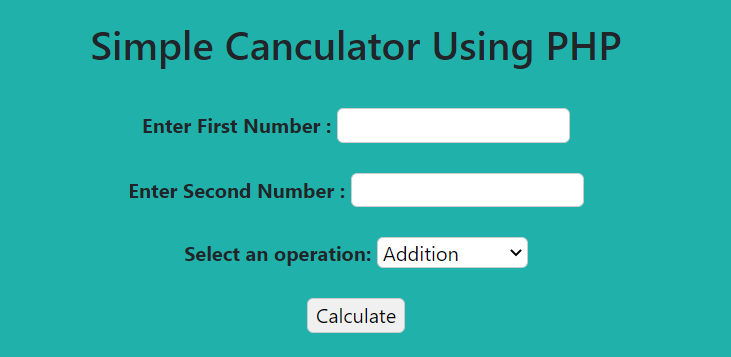 Simple Canculator Using PHP
Enter First Number :
Enter Second Number :
Select an operation: Addition
Calculate